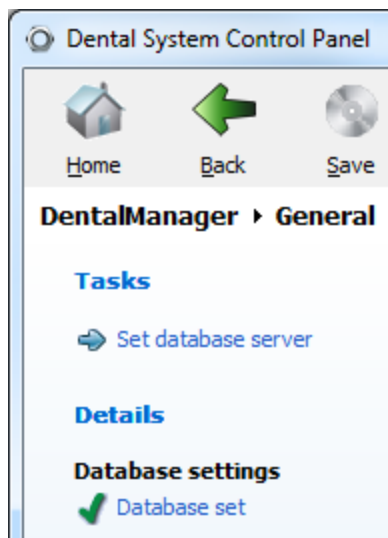 Dental System Control Panel
Home Back Save
DentalManager ▸ General
Tasks
Set database server
Details
Database settings
Database set